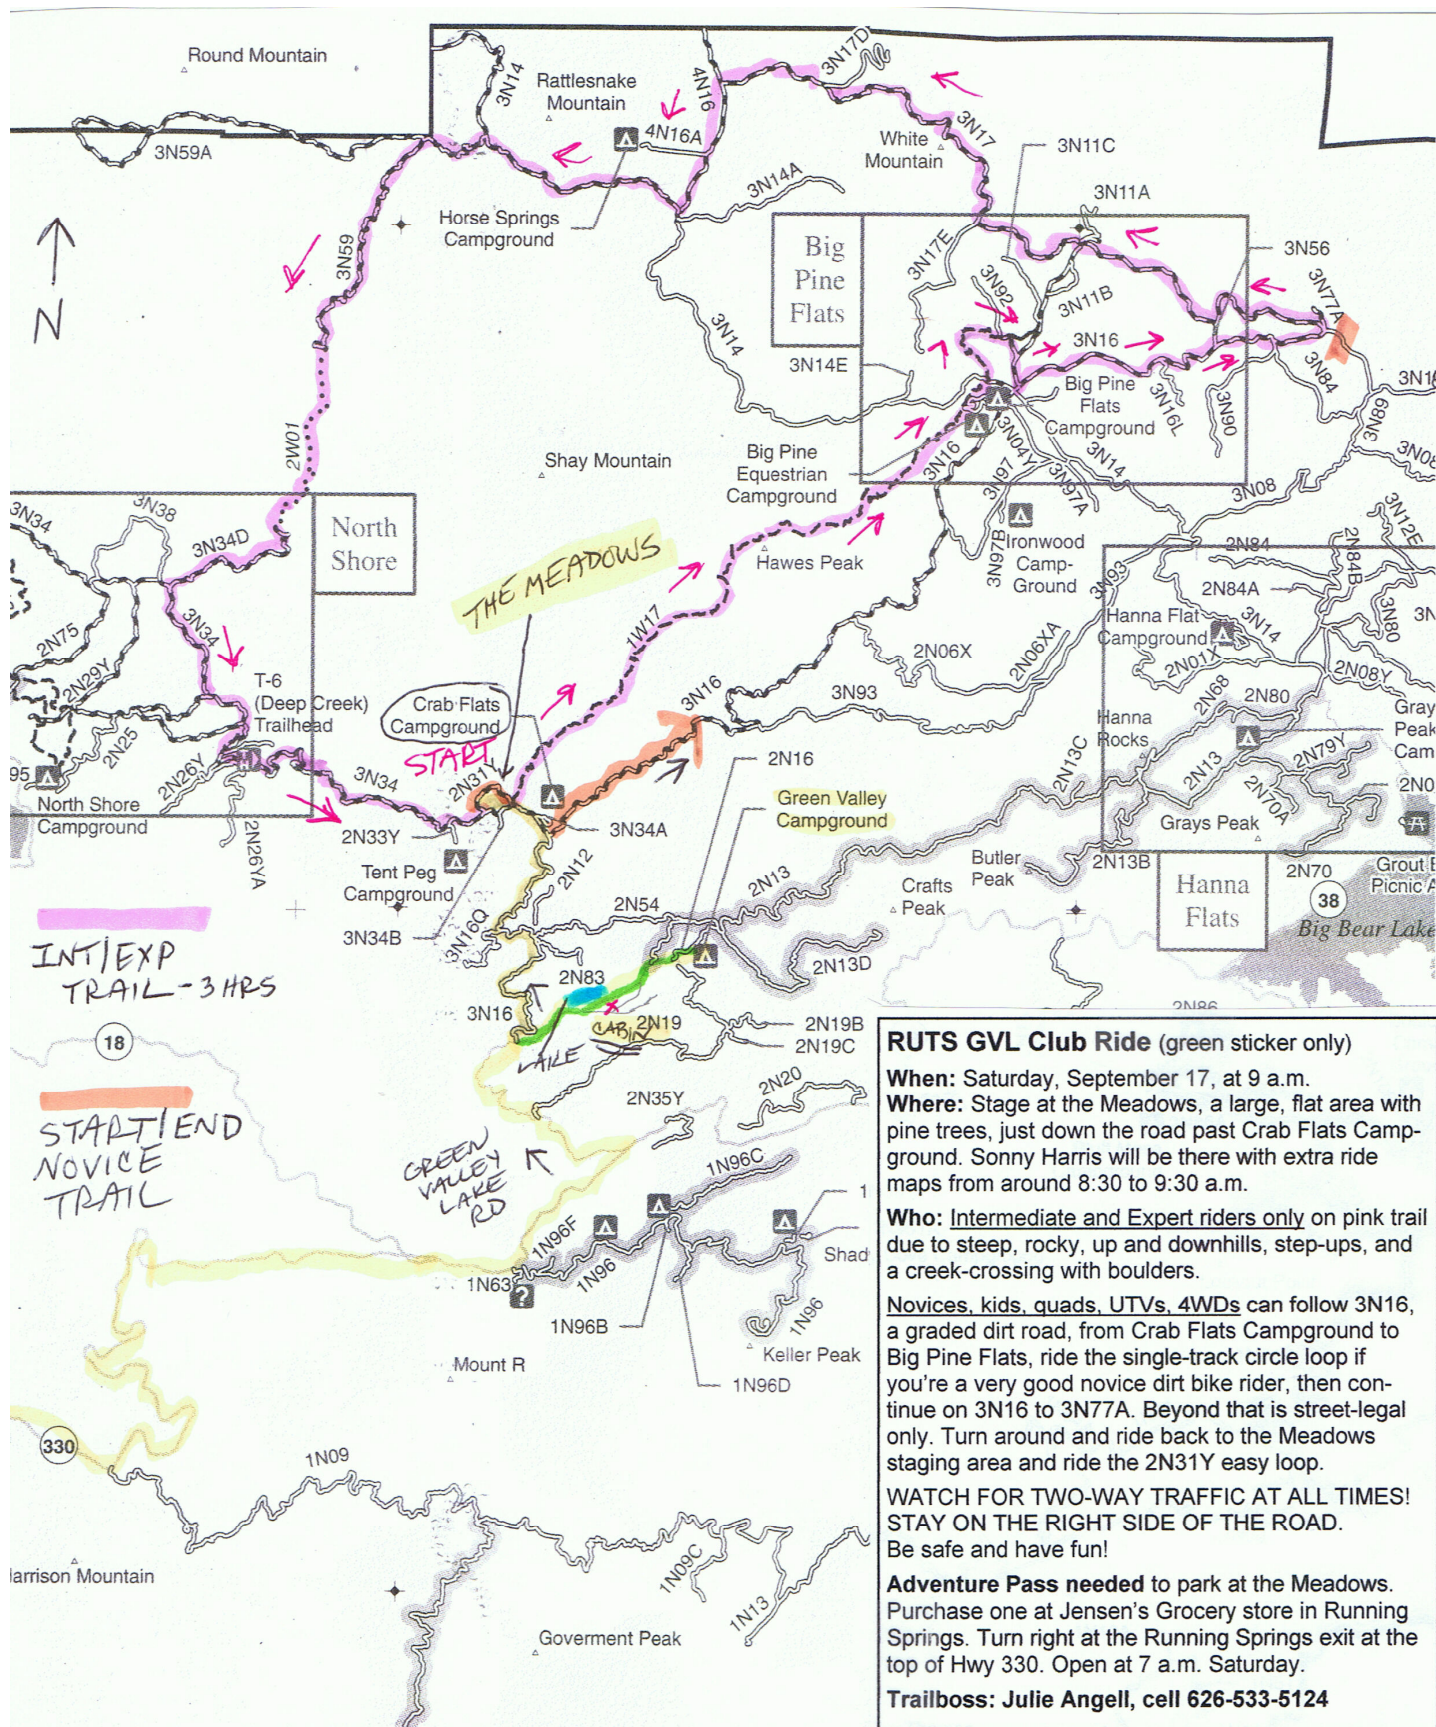 Round Mountain
3N14
Rattlesnake
Mountain
4N16
3N17D
3N59A
4N16A
White
Mountain
3N17
3N11C
3N14A
3N11A
Horse Springs
Campground
3N59
N
Big
Pine
Flats
3N17E
3N92
3N11B
3N56
3N77A
3N14
3N16
3N14E
3N84
Big Pine
Flats
Campground
3N16L
3N90
3N89
2W01
Shay Mountain
Big Pine
Equestrian
Campground
3N16
3N04Y
3N14
3N97
3N97A
3N08
3N34
3N38
3N34D
North
Shore
THE MEADOWS
Hawes Peak
3N97B
Ironwood
Camp-
Ground
3N93
2N84
2N84B
3N12E
2N84A
Hanna Flat
Campground
3N14
3N80
2N75
3N34
1W17
2N29Y
T-6
(Deep Creek)
Trailhead
Crab Flats
Campground
START
3N16
2N06X
2N06XA
3N93
2N01X
2N08Y
2N68
2N80
Hanna
Rocks
2N25
2N26Y
3N34
2N31Y
2N16
2N13C
2N13
2N79Y
2N70A
95
North Shore
Campground
2N26YA
2N33Y
Tent Peg
Campground
3N34A
Green Valley
Campground
Grays Peak
2N12
2N13
Butler
Peak
2N13B
2N70
Crafts
Peak
Hanna
Flats
38
Big Bear Lake
INT/EXP
TRAIL - 3 HRS
3N34B
3N16Q
2N54
2N83
2N13D
2N86
3N16
CABIN
2N19
2N19B
2N19C
LAKE
18
START/END
NOVICE
TRAIL
2N35Y
2N20
GREEN
VALLEY
LAKE
RD
1N96C
1N96F
1N96
1N63
?
1N96B
1N96
Keller Peak
1N96D
Mount R
330
1N09
1N09C
1N13
Goverment Peak
RUTS GVL Club Ride (green sticker only)
When: Saturday, September 17, at 9 a.m.
Where: Stage at the Meadows, a large, flat area with
pine trees, just down the road past Crab Flats Camp-
ground. Sonny Harris will be there with extra ride
maps from around 8:30 to 9:30 a.m.
Who: Intermediate and Expert riders only on pink trail
due to steep, rocky, up and downhills, step-ups, and
a creek-crossing with boulders.
Novices, kids, quads, UTVs, 4WDs can follow 3N16,
a graded dirt road, from Crab Flats Campground to
Big Pine Flats, ride the single-track circle loop if
you're a very good novice dirt bike rider, then con-
tinue on 3N16 to 3N77A. Beyond that is street-legal
only. Turn around and ride back to the Meadows
staging area and ride the 2N31Y easy loop.
WATCH FOR TWO-WAY TRAFFIC AT ALL TIMES!
STAY ON THE RIGHT SIDE OF THE ROAD.
Be safe and have fun!
Adventure Pass needed to park at the Meadows.
Purchase one at Jensen's Grocery store in Running
Springs. Turn right at the Running Springs exit at the
top of Hwy 330. Open at 7 a.m. Saturday.
Trailboss: Julie Angell, cell 626-533-5124